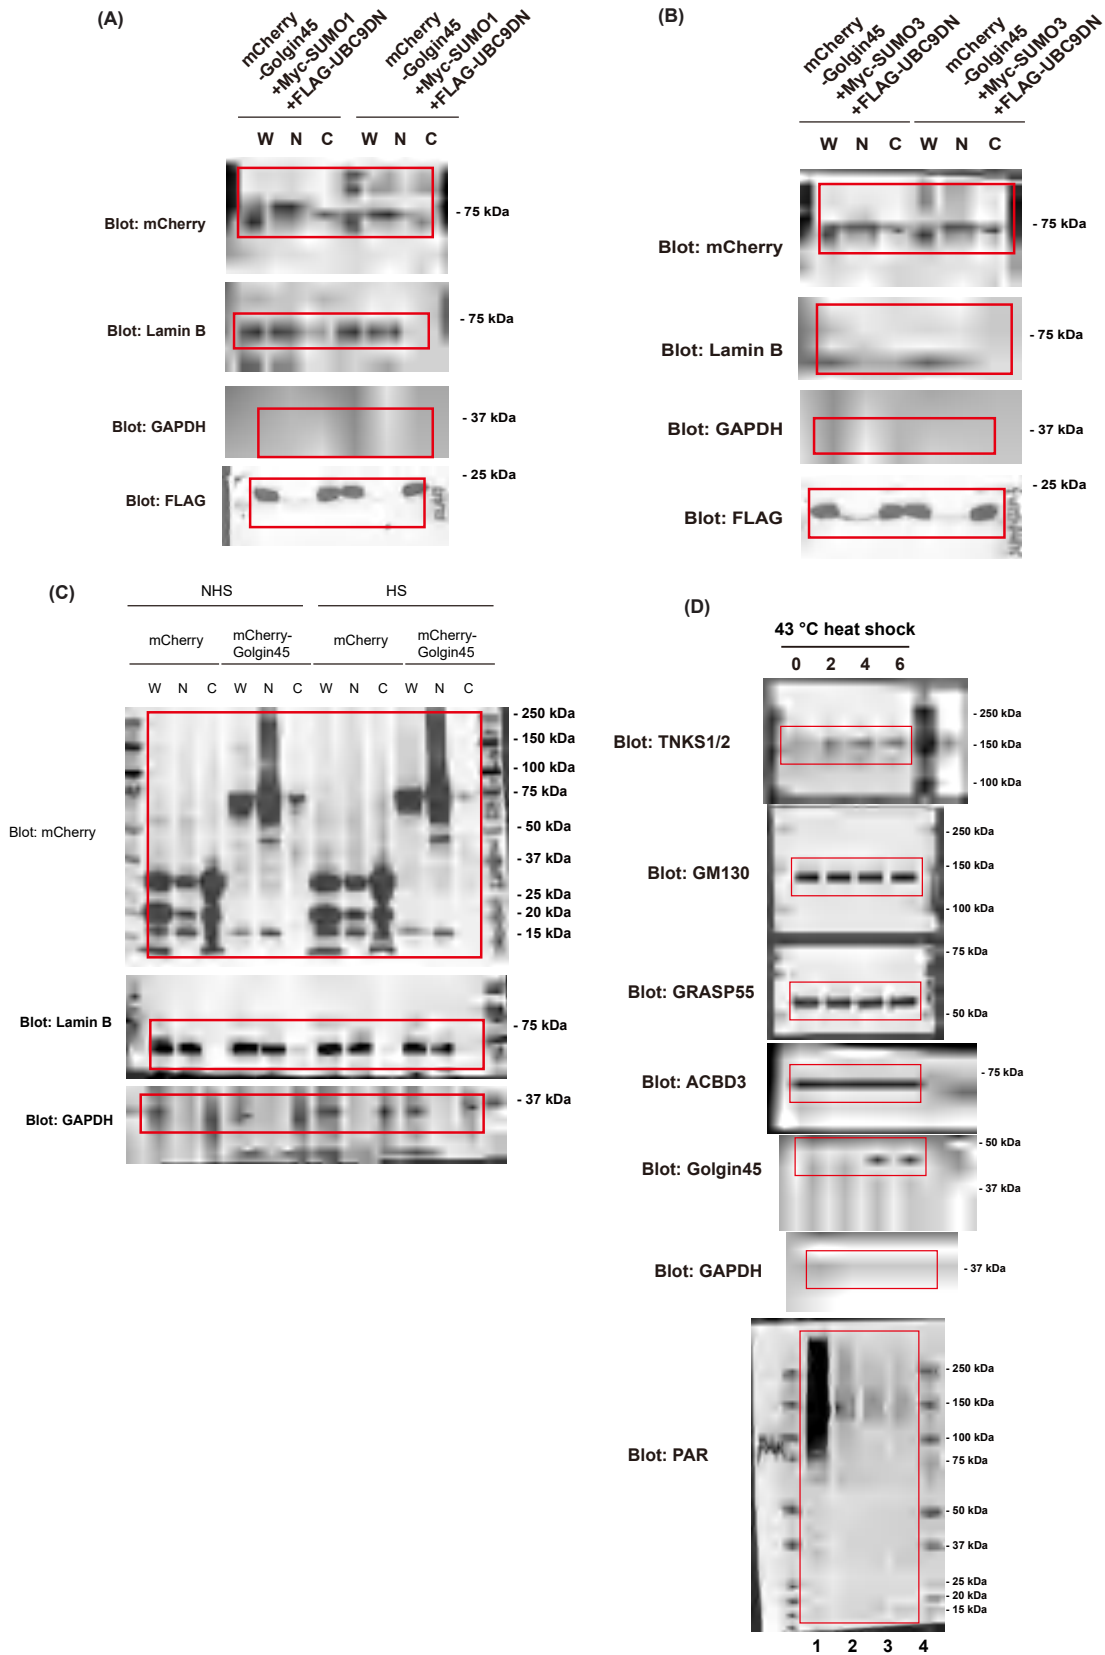 (A)
mCherry
-Golgin45
+Myc-SUMO1
+FLAG-UBC9DN
mCherry
-Golgin45
+Myc-SUMO1
+FLAG-UBC9DN
W N C W N C
Blot: mCherry
- 75 kDa
Blot: Lamin B
- 75 kDa
Blot: GAPDH
- 37 kDa
Blot: FLAG
- 25 kDa
(B)
mCherry
-Golgin45
+Myc-SUMO3
+FLAG-UBC9DN
mCherry
-Golgin45
+Myc-SUMO3
+FLAG-UBC9DN
W N C W N C
Blot: mCherry
- 75 kDa
Blot: Lamin B
- 75 kDa
Blot: GAPDH
- 37 kDa
Blot: FLAG
- 25 kDa
(C)
NHS HS
mCherry mCherry-Golgin45 mCherry mCherry-Golgin45
W N C W N C W N C W N C
Blot: mCherry
- 250 kDa
- 150 kDa
- 100 kDa
- 75 kDa
- 50 kDa
- 37 kDa
- 25 kDa
- 20 kDa
- 15 kDa
Blot: Lamin B
- 75 kDa
Blot: GAPDH
- 37 kDa
(D)
43 °C heat shock
0 2 4 6
Blot: TNKS1/2
- 250 kDa
- 150 kDa
- 100 kDa
Blot: GM130
- 250 kDa
- 150 kDa
- 100 kDa
Blot: GRASP55
- 75 kDa
- 50 kDa
Blot: ACBD3
- 75 kDa
Blot: Golgin45
- 50 kDa
- 37 kDa
Blot: GAPDH
- 37 kDa
Blot: PAR
PAR
- 250 kDa
- 150 kDa
- 100 kDa
- 75 kDa
- 50 kDa
- 37 kDa
- 25 kDa
- 20 kDa
- 15 kDa
1 2 3 4